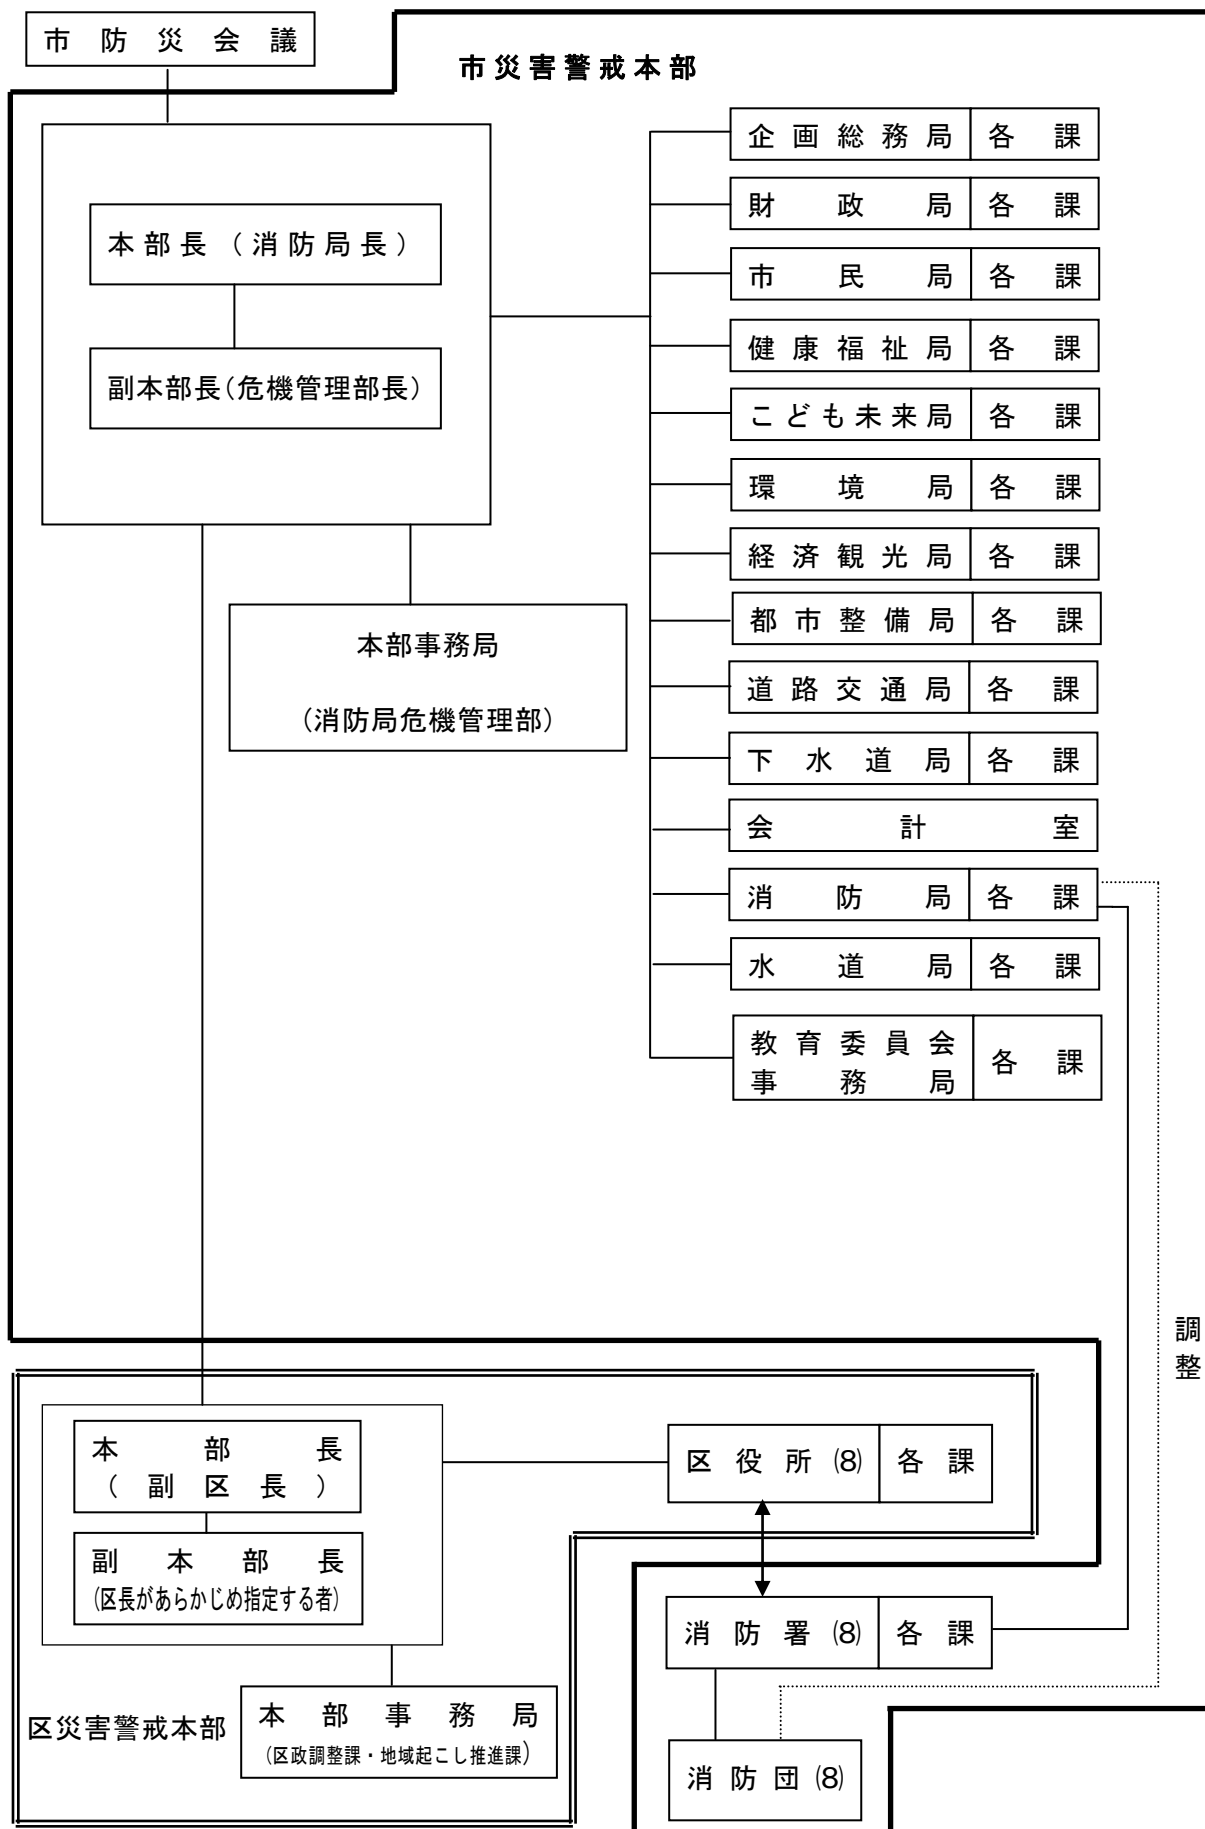 市防災会議
市災害警戒本部
本部長（消防局長）
副本部長（危機管理部長）
本部事務局
（消防局危機管理部）
企画総務局 各課
財政局 各課
市民局 各課
健康福祉局 各課
こども未来局 各課
環境局 各課
経済観光局 各課
都市整備局 各課
道路交通局 各課
下水道局 各課
会計室
消防局 各課
水道局 各課
教育委員会
事務局
各課
調
整
本部長
（副区長）
副本部長
（区長があらかじめ指定する者）
区災害警戒本部
本部事務局
（区政調整課・地域起こし推進課）
区役所(8) 各課
消防署(8) 各課
消防団(8)